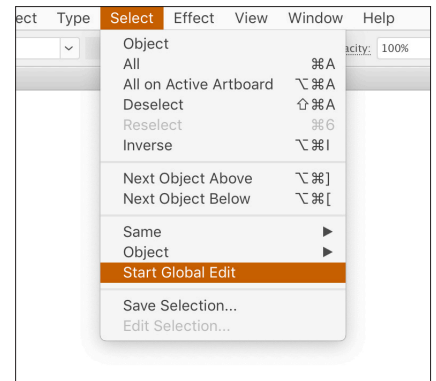 ect Type Select Effect View Window Help
acity: 100%
Object
All ⌘A
All on Active Artboard ⌥⌘A
Deselect ⇧⌘A
Reselect ⌘6
Inverse ⌥⌘I
Next Object Above ⌥⌘]
Next Object Below ⌥⌘[
Same ▶
Object ▶
Start Global Edit
Save Selection...
Edit Selection...